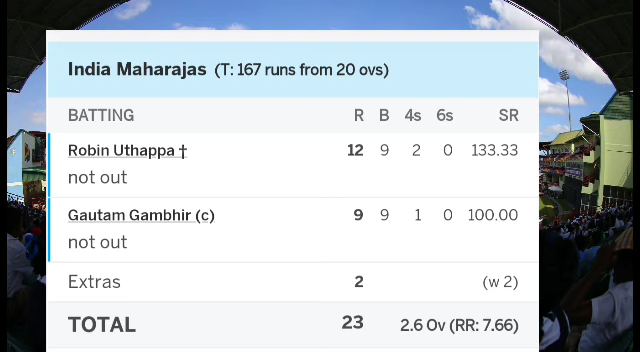 India Maharajas (T: 167 runs from 20 ovs)
BATTING R B 4s 6s SR
Robin Uthappa † 12 9 2 0 133.33
not out
Gautam Gambhir (c) 9 9 1 0 100.00
not out
Extras 2 (w 2)
TOTAL 23 2.6 Ov (RR: 7.66)